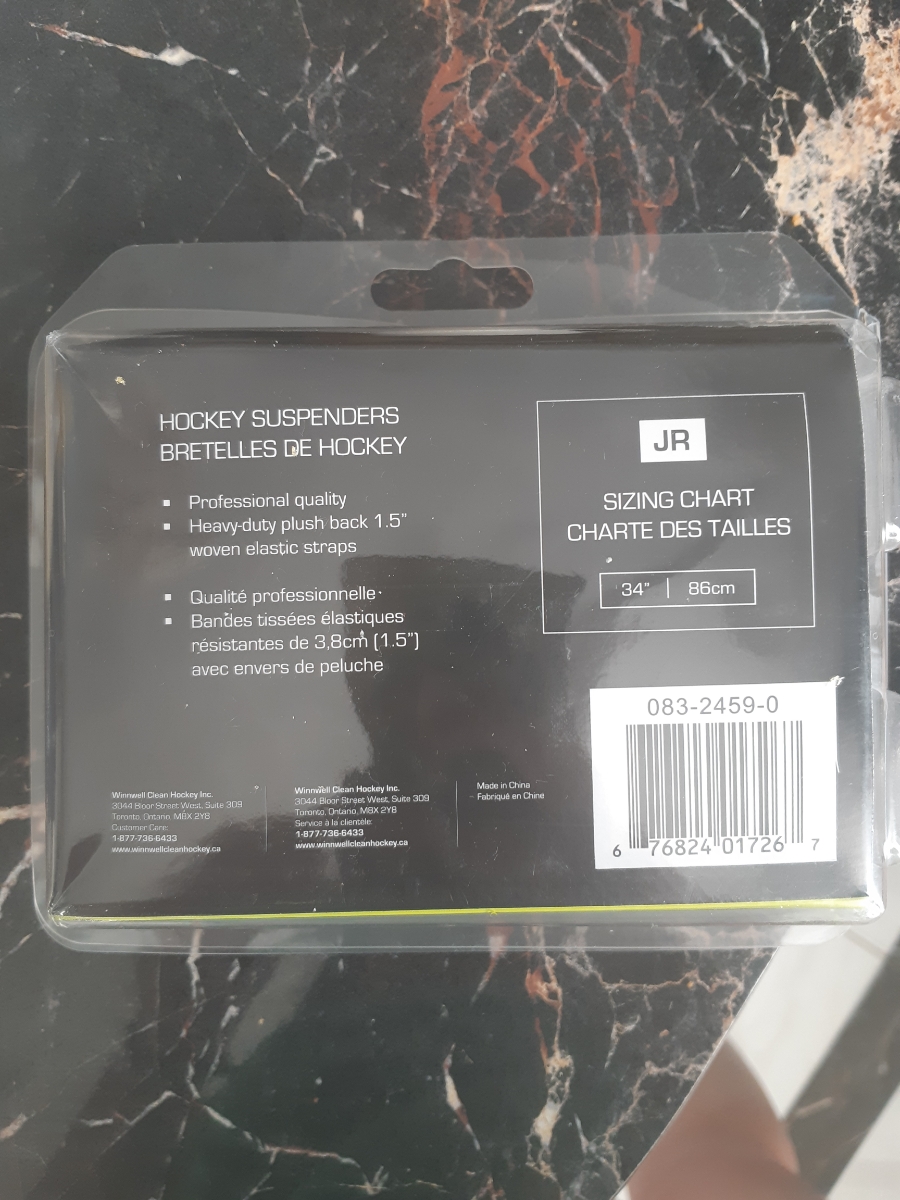 HOCKEY SUSPENDERS
BRETELLES DE HOCKEY
▪ Professional quality
▪ Heavy-duty plush back 1.5"
woven elastic straps
▪ Qualité professionnelle
▪ Bandes tissées élastiques
résistantes de 3,8cm (1.5")
avec envers de peluche
JR
SIZING CHART
CHARTE DES TAILLES
34" | 86cm
083-2459-0
6 76824 01726 7
Winnwell Clean Hockey Inc.
3044 Bloor Street West, Suite 309
Toronto, Ontario, M8X 2Y8
Customer Care:
1-877-736-6433
www.winnwellcleanhockey.ca
Winnwell Clean Hockey Inc.
3044 Bloor Street West, Suite 309
Toronto, Ontario, M8X 2Y8
Service à la clientèle:
1-877-736-6433
www.winnwellcleanhockey.ca
Made in China
Fabriqué en Chine